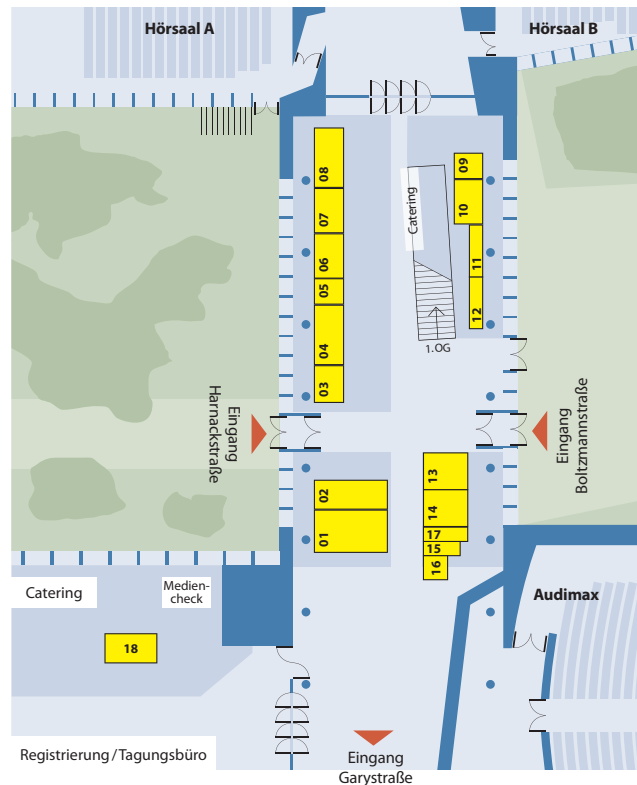 Hörsaal A
Hörsaal B
08
07
06
05
04
03
09
10
11
12
Catering
1.OG
Eingang
Harnackstraße
Eingang
Boltzmannstraße
02
01
13
14
17
15
16
Catering
Medien-
check
Audimax
18
Registrierung/Tagungsbüro
Eingang
Garystraße